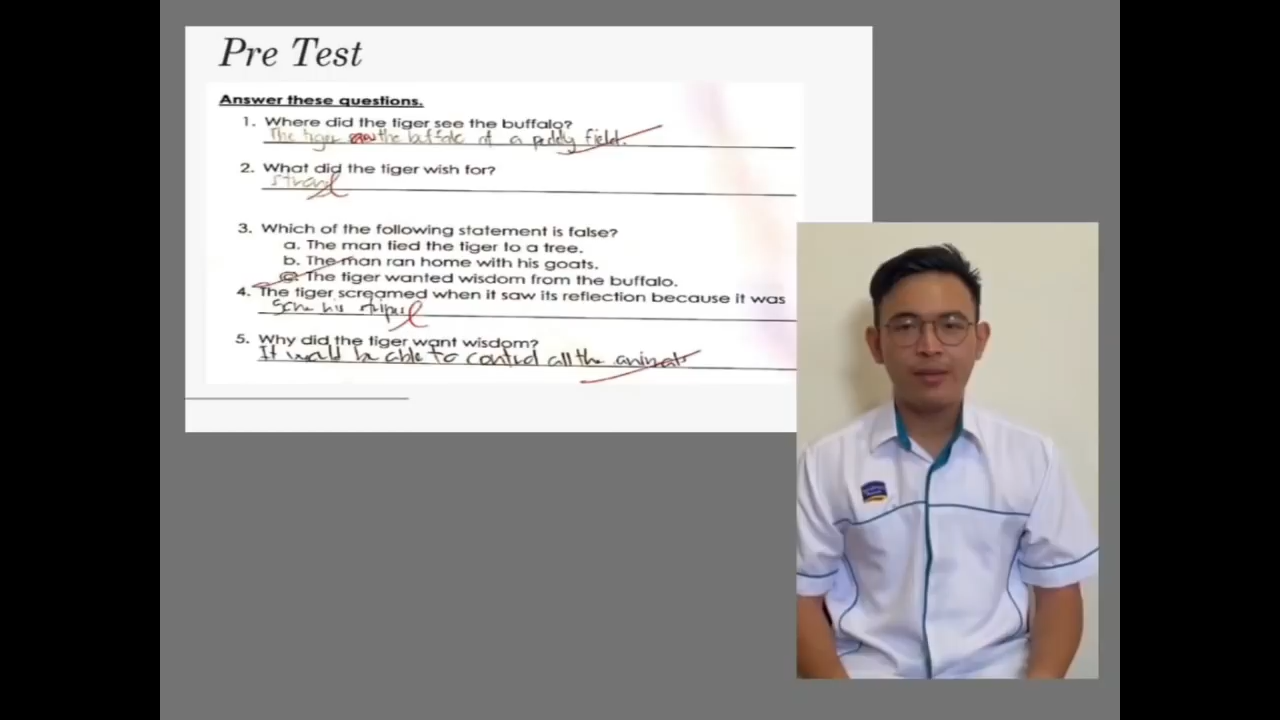 Pre Test
Answer these questions.
1. Where did the tiger see the buffalo?
The tiger saw the buffalo at a peddy field.
2. What did the tiger wish for?
3. Which of the following statement is false?
a. The man tied the tiger to a tree.
b. The man ran home with his goats.
c. The tiger wanted wisdom from the buffalo.
4. The tiger screamed when it saw its reflection because it was
his stripes
5. Why did the tiger want wisdom?
It would be able to control all the animals